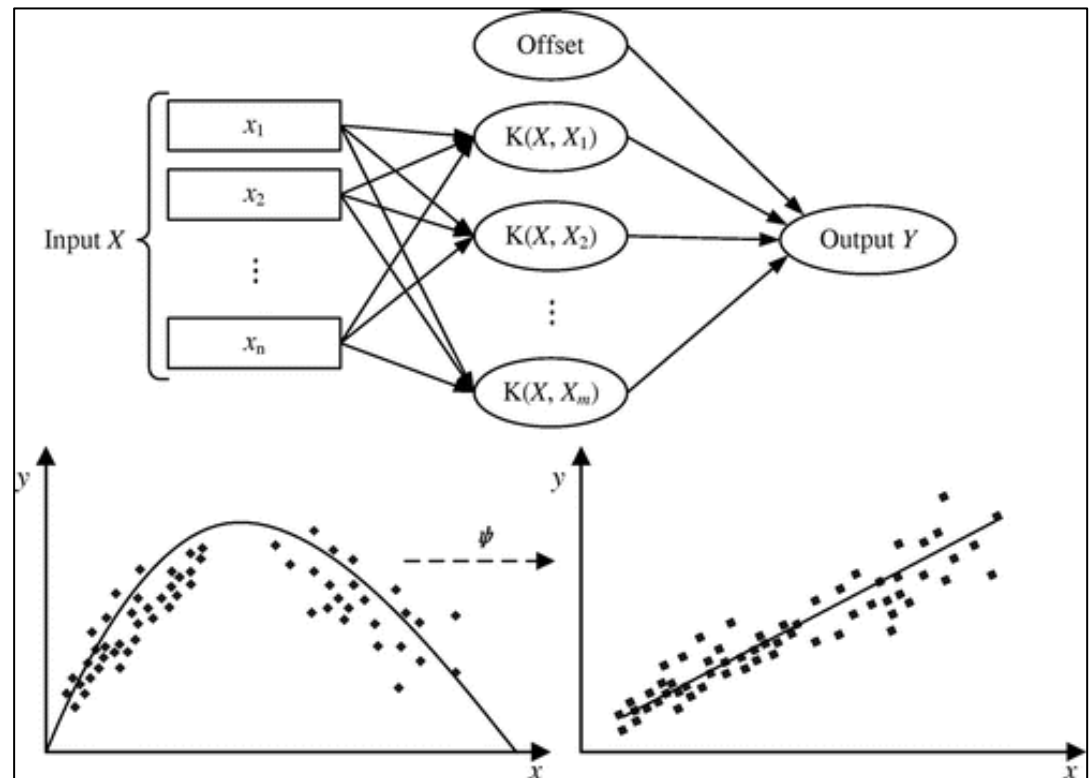 Offset
x₁
K(X, X₁)
x₂
Input X
K(X, X₂)
Output Y
⋮
⋮
xₙ
K(X, Xₘ)
y
ψ
y
x
x